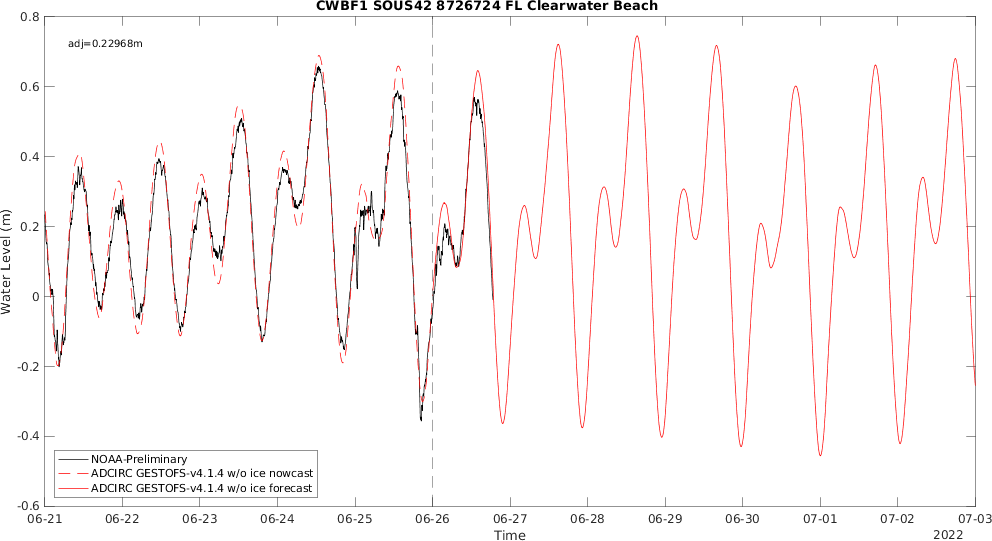 CWBF1 SOUS42 8726724 FL Clearwater Beach
adj=0.22968m
0.8
0.6
0.4
0.2
0
-0.2
-0.4
-0.6
Water Level (m)
NOAA-Preliminary
ADCIRC GESTOFS-v4.1.4 w/o ice nowcast
ADCIRC GESTOFS-v4.1.4 w/o ice forecast
06-21 06-22 06-23 06-24 06-25 06-26 06-27 06-28 06-29 06-30 07-01 07-02 07-03
Time
2022